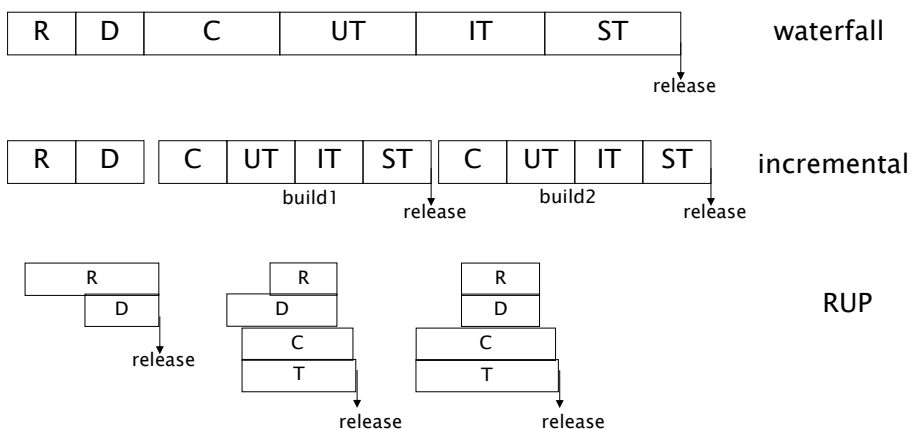 R D C UT IT ST waterfall
release
R D C UT IT ST C UT IT ST incremental
build1 build2
release release
R R R
D D D RUP
C C
release
T T
release release